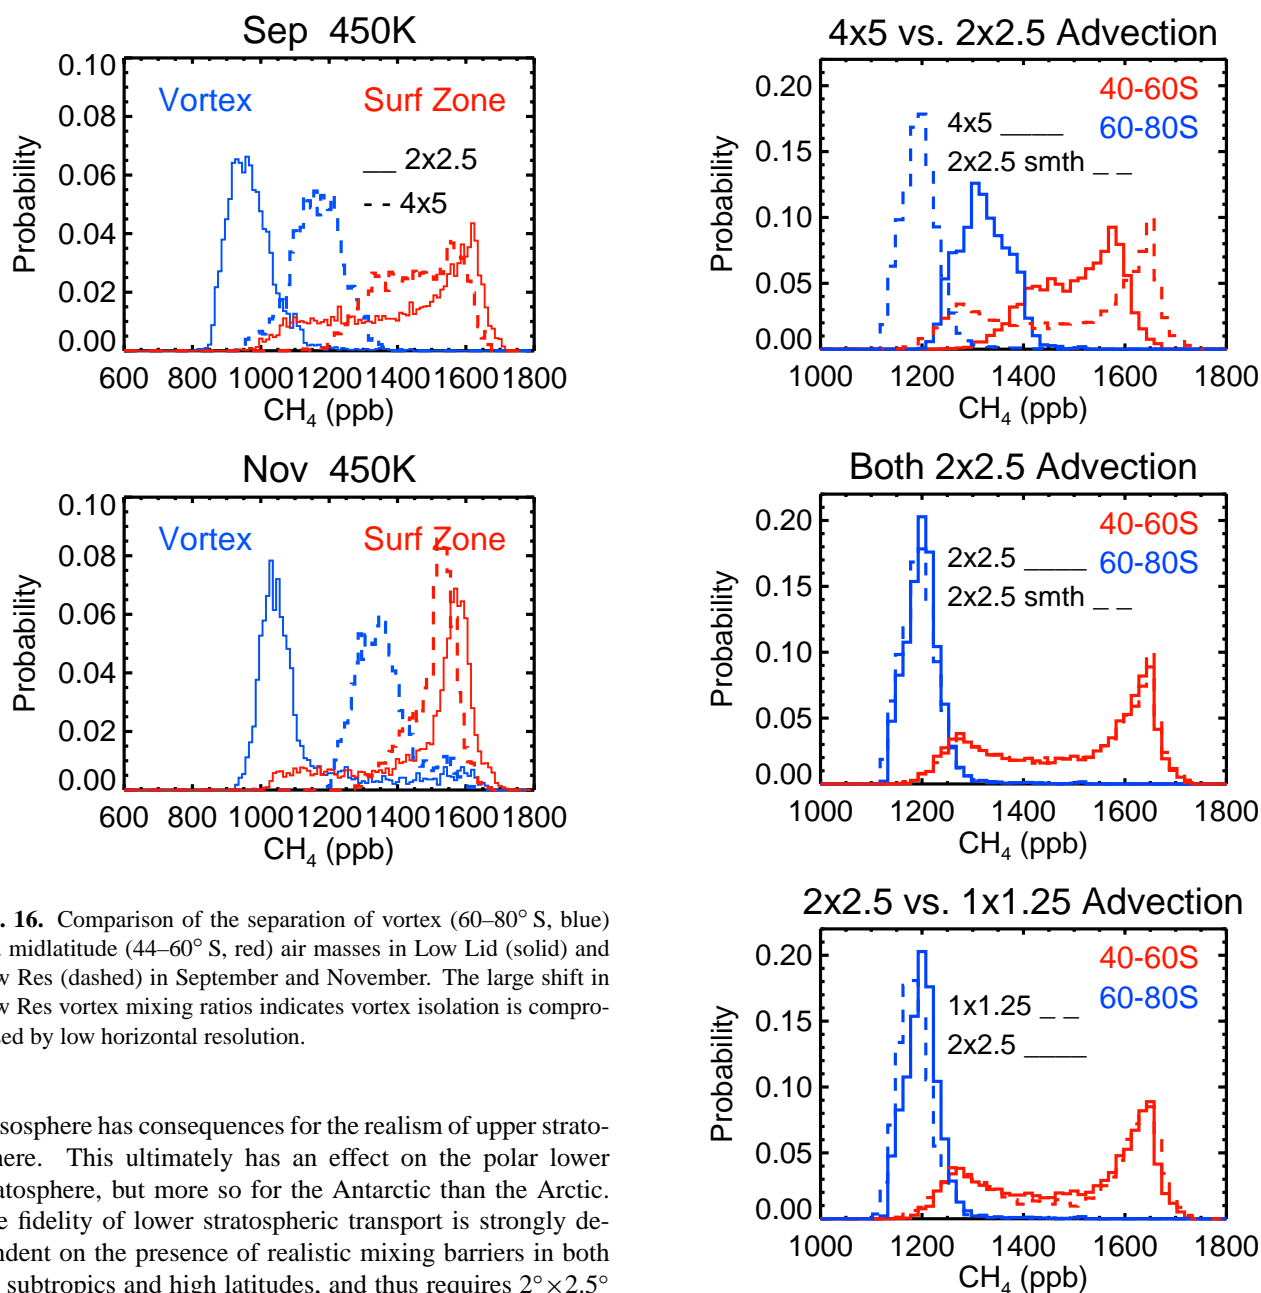 Sep 450K
0.10
Vortex
Surf Zone
0.08
__ 2x2.5
0.06
- - 4x5
0.04
0.02
0.00
Probability
600 800 1000 1200 1400 1600 1800
CH4 (ppb)
Nov 450K
0.10
Vortex
Surf Zone
0.08
0.06
0.04
0.02
0.00
Probability
600 800 1000 1200 1400 1600 1800
CH4 (ppb)
. 16. Comparison of the separation of vortex (60–80° S, blue)
midlatitude (44–60° S, red) air masses in Low Lid (solid) and
Res (dashed) in September and November. The large shift in
Res vortex mixing ratios indicates vortex isolation is compro-
sed by low horizontal resolution.
sosphere has consequences for the realism of upper strato-
here. This ultimately has an effect on the polar lower
atosphere, but more so for the Antarctic than the Arctic.
e fidelity of lower stratospheric transport is strongly de-
ndent on the presence of realistic mixing barriers in both
subtropics and high latitudes, and thus requires 2°×2.5°
4x5 vs. 2x2.5 Advection
0.20
40-60S
60-80S
4x5 ____
2x2.5 smth _ _
0.15
0.10
0.05
0.00
Probability
1000 1200 1400 1600 1800
CH4 (ppb)
Both 2x2.5 Advection
0.20
40-60S
60-80S
2x2.5 ____
2x2.5 smth _ _
0.15
0.10
0.05
0.00
Probability
1000 1200 1400 1600 1800
CH4 (ppb)
2x2.5 vs. 1x1.25 Advection
0.20
40-60S
60-80S
1x1.25 _ _
2x2.5 ____
0.15
0.10
0.05
0.00
Probability
1000 1200 1400 1600 1800
CH4 (ppb)